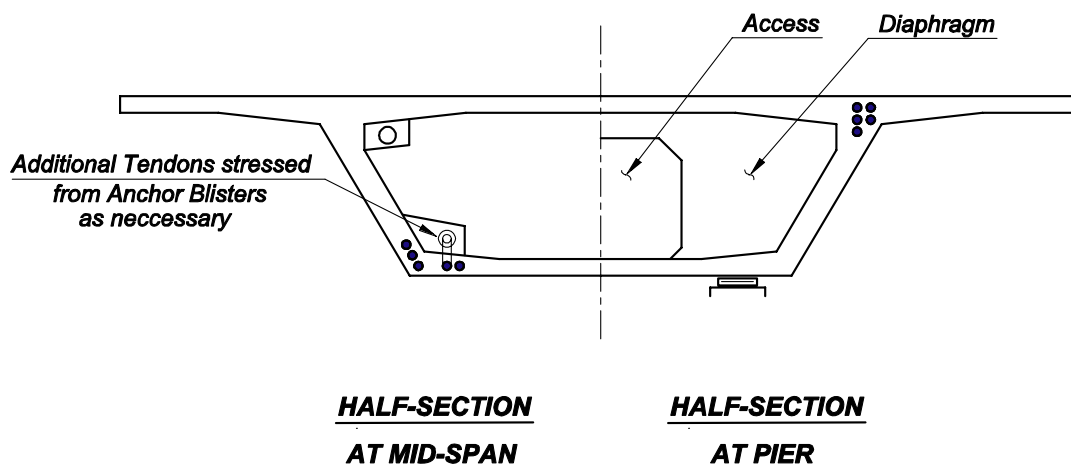 Access
Diaphragm
Additional Tendons stressed
from Anchor Blisters
as neccessary
HALF-SECTION
AT MID-SPAN
HALF-SECTION
AT PIER